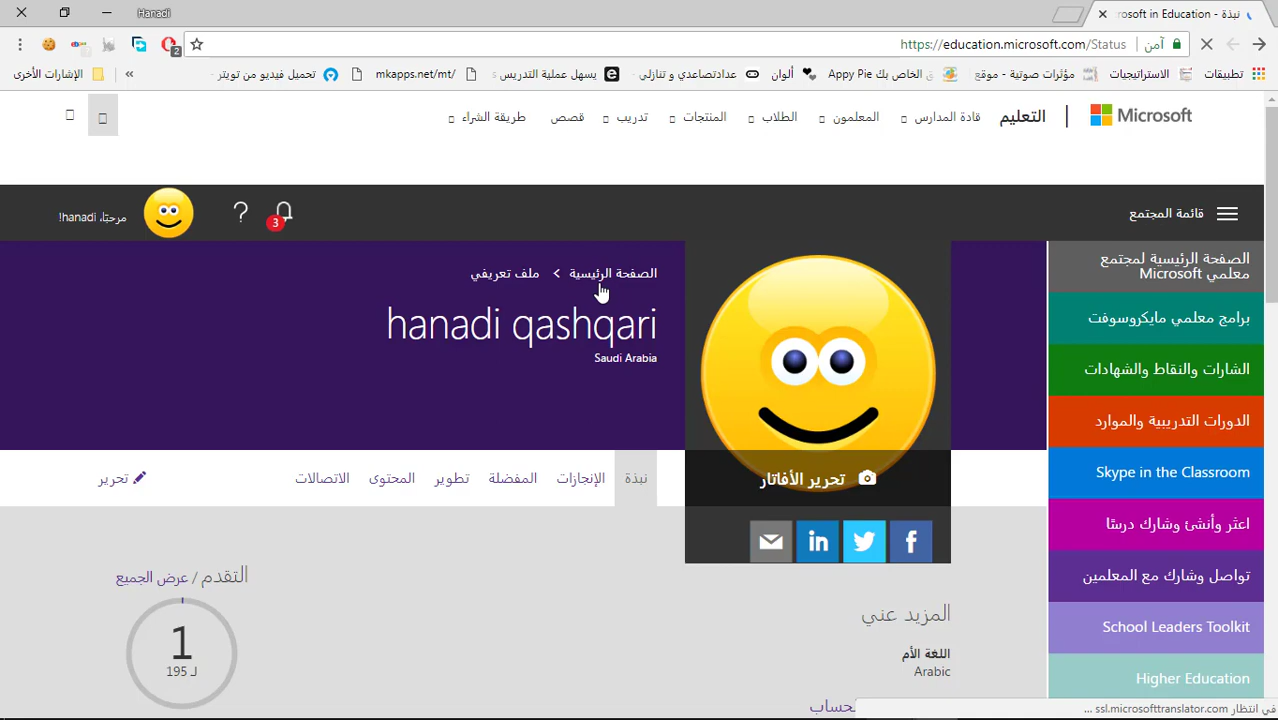 Hanadi
نبذة - rosoft in Education
https://education.microsoft.com/Status
آمن
2
تطبيقات
الاستراتيجيات
مؤثرات صوتية - موقع
ق الخاص بك Appy Pie
ألوان
عدادتصاعدي و تنازلي -
يسهل عملية التدريس s
mkapps.net/mt/
تحميل فيديو من تويتر
»
الإشارات الأخرى
Microsoft
التعليم
قادة المدارس
المعلمون
الطلاب
المنتجات
تدريب
قصص
طريقة الشراء
قائمة المجتمع
3
?
مرحبًا، hanadi!
الصفحة الرئيسية لمجتمع
معلمي Microsoft
برامج معلمي مايكروسوفت
الشارات والنقاط والشهادات
الدورات التدريبية والموارد
Skype in the Classroom
اعثر وأنشئ وشارك درسًا
تواصل وشارك مع المعلمين
School Leaders Toolkit
Higher Education
الصفحة الرئيسية > ملف تعريفي
hanadi qashqari
Saudi Arabia
تحرير الأفاتار
نبذة
الإنجازات
المفضلة
تطوير
المحتوى
الاتصالات
تحرير
المزيد عني
اللغة الأم
Arabic
التقدم / عرض الجميع
1
لـ 195
في انتظار ssl.microsofttranslator.com ...